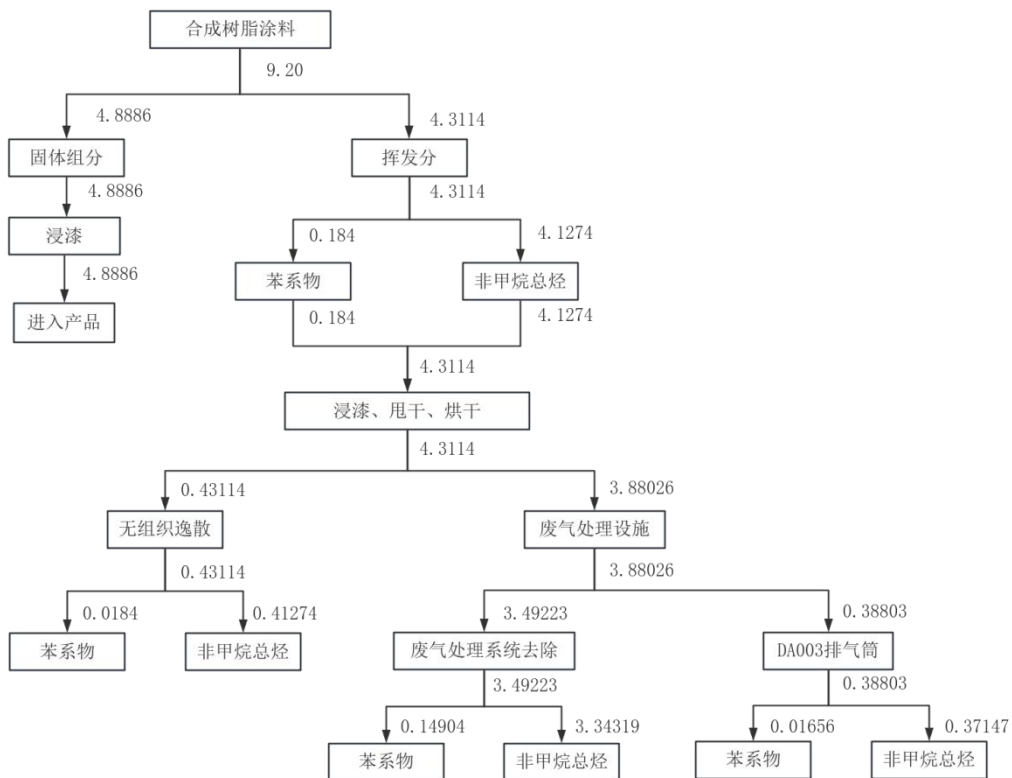 合成树脂涂料
9.20
4.8886
4.3114
固体组分
挥发分
4.8886
4.3114
浸漆
0.184
4.1274
4.8886
苯系物
非甲烷总烃
进入产品
0.184
4.1274
4.3114
浸漆、甩干、烘干
4.3114
0.43114
3.88026
无组织逸散
废气处理设施
0.43114
3.88026
0.0184
0.41274
3.49223
0.38803
苯系物
非甲烷总烃
废气处理系统去除
DA003排气筒
3.49223
0.38803
0.14904
3.34319
0.01656
0.37147
苯系物
非甲烷总烃
苯系物
非甲烷总烃